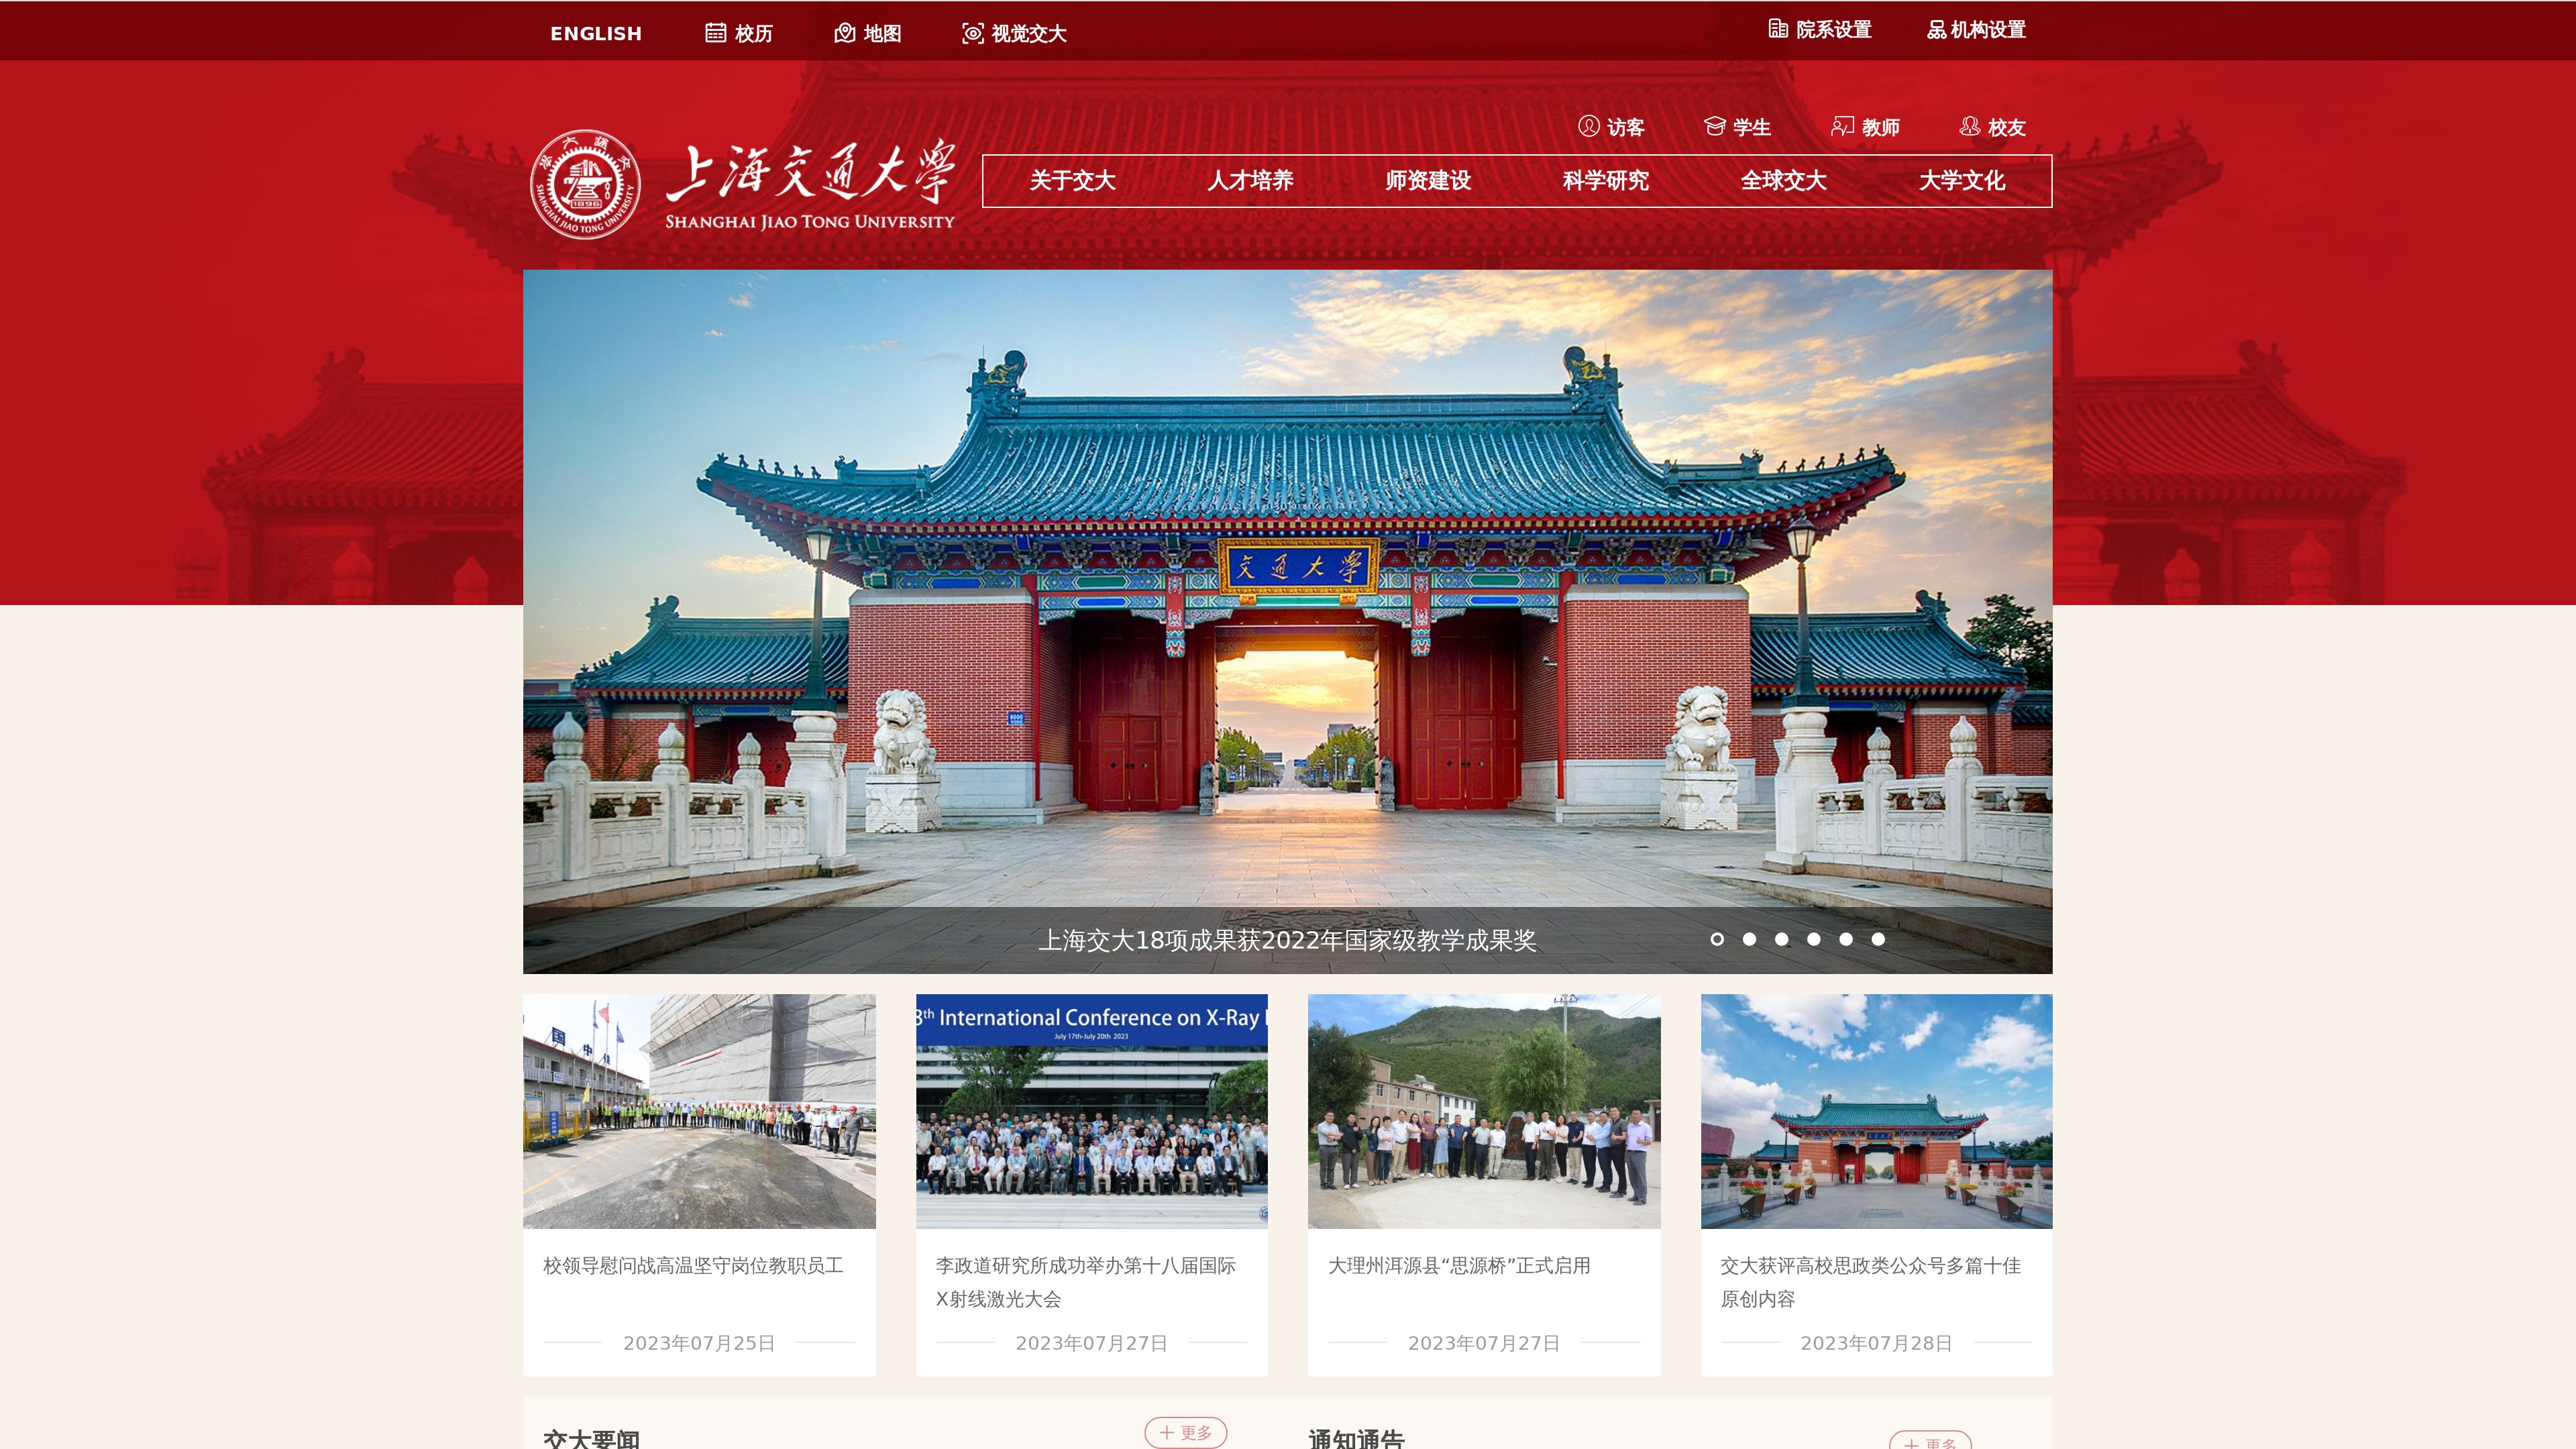 ENGLISH 校历 地图 视觉交大 院系设置 机构设置
访客 学生 教师 校友
上海交通大學
SHANGHAI JIAO TONG UNIVERSITY
1896
SHANGHAI JIAO TONG UNIVERSITY
关于交大 人才培养 师资建设 科学研究 全球交大 大学文化
交通大學
上海交大18项成果获2022年国家级教学成果奖
国中
8th International Conference on X-Ray
July 17th-July 20th 2023
校领导慰问战高温坚守岗位教职员工
2023年07月25日
李政道研究所成功举办第十八届国际
X射线激光大会
2023年07月27日
大理州洱源县“思源桥”正式启用
2023年07月27日
交大获评高校思政类公众号多篇十佳
原创内容
2023年07月28日
交大要闻 更多
通知通告 更多